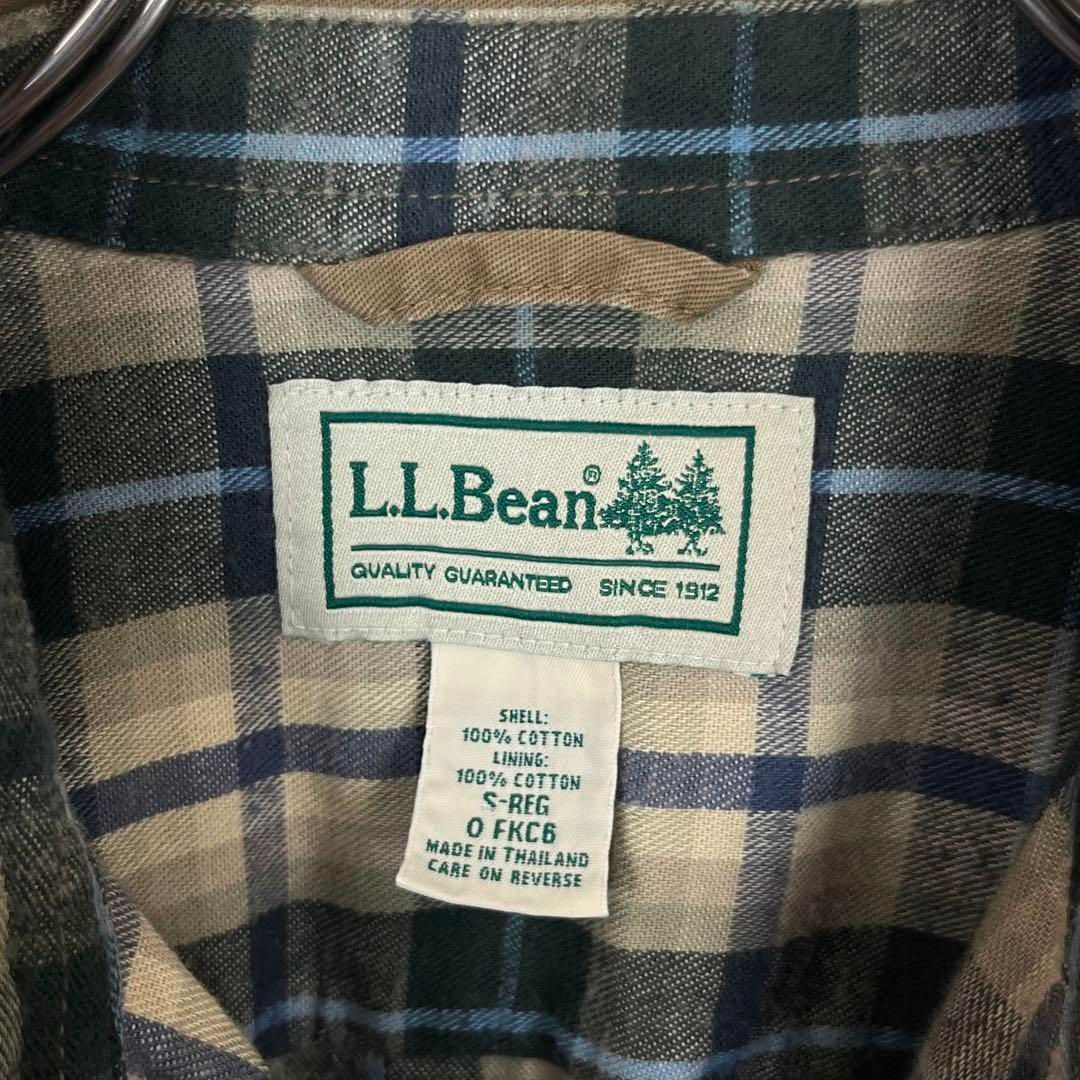 L.L.Bean®
QUALITY GUARANTEED SINCE 1912
SHELL:
100% COTTON
LINING:
100% COTTON
S-REG
0 FKC6
MADE IN THAILAND
CARE ON REVERSE